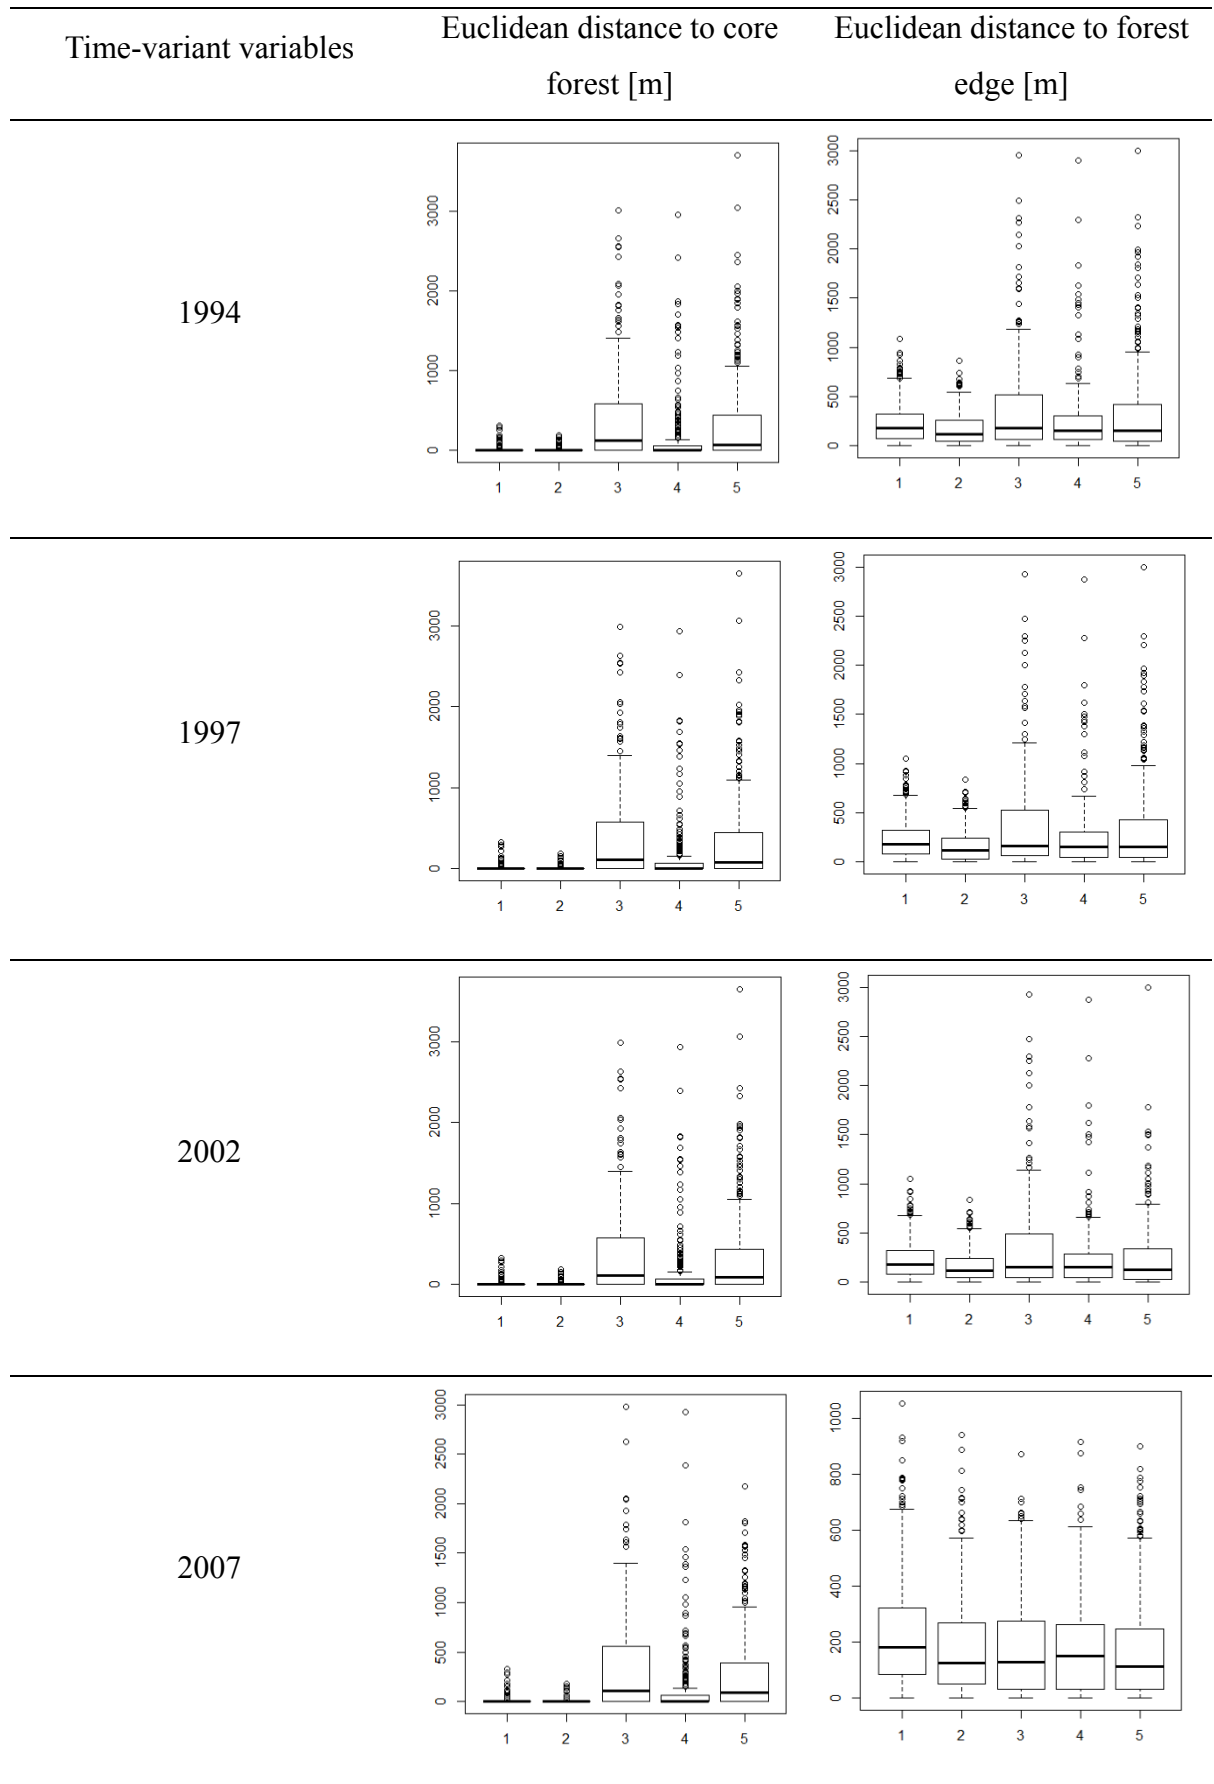 Time-variant variables
Euclidean distance to core
forest [m]
Euclidean distance to forest
edge [m]
1994
0 1000 2000 3000
1 2 3 4 5
0 500 1000 1500 2000 2500 3000
1 2 3 4 5
1997
0 1000 2000 3000
1 2 3 4 5
0 500 1000 1500 2000 2500 3000
1 2 3 4 5
2002
0 1000 2000 3000
1 2 3 4 5
0 500 1000 1500 2000 2500 3000
1 2 3 4 5
2007
0 500 1000 1500 2000 2500 3000
1 2 3 4 5
0 200 400 600 800 1000
1 2 3 4 5